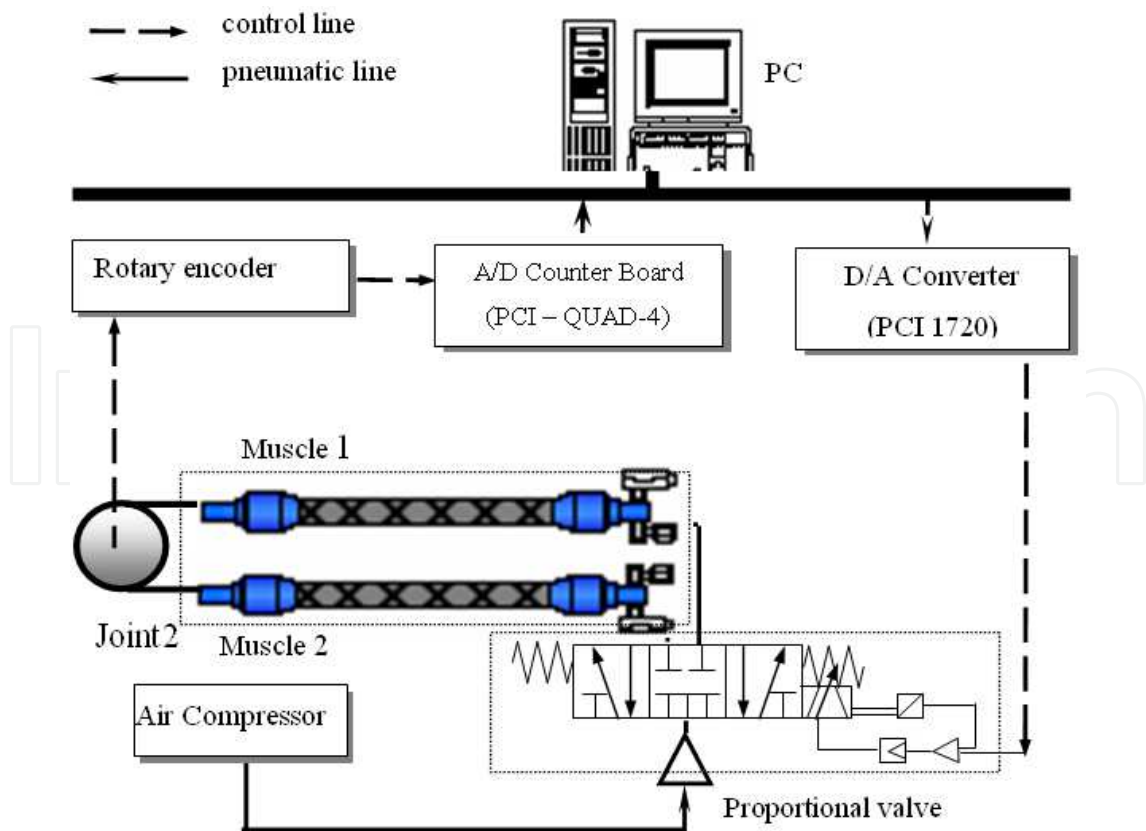 control line
pneumatic line
PC
Rotary encoder
A/D Counter Board
(PCI – QUAD-4)
D/A Converter
(PCI 1720)
Muscle 1
Joint2
Muscle 2
Air Compressor
Proportional valve